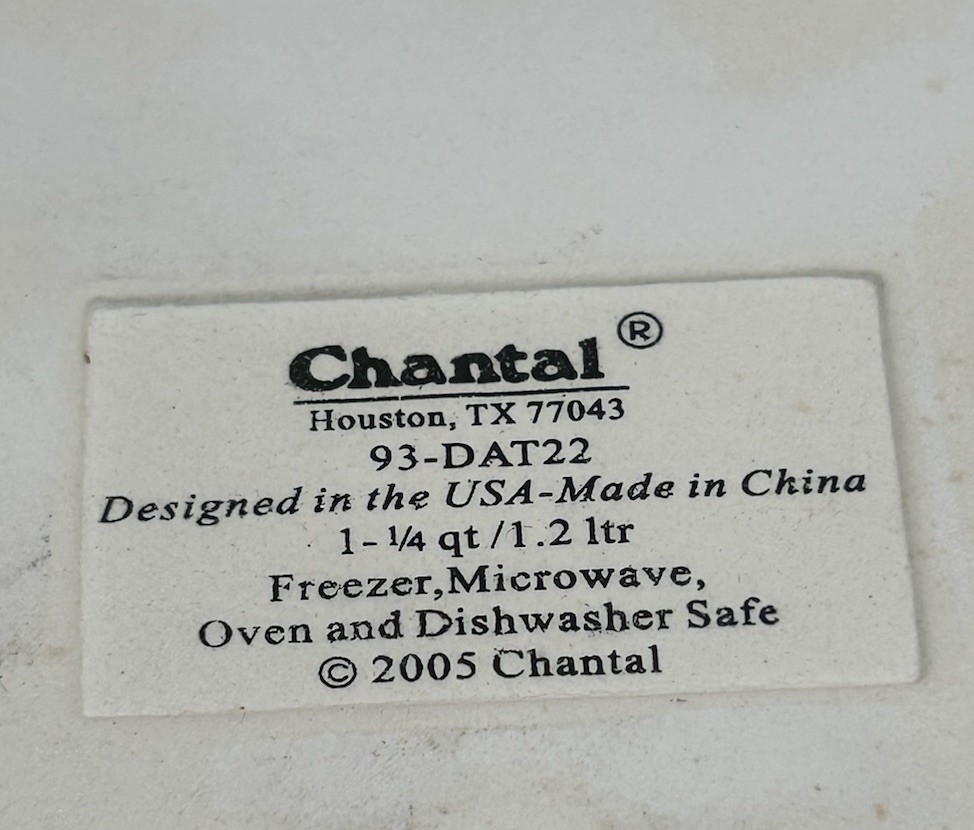 Chantal®
Houston, TX 77043
93-DAT22
Designed in the USA-Made in China
1-1/4 qt/1.2 ltr
Freezer,Microwave,
Oven and Dishwasher Safe
© 2005 Chantal